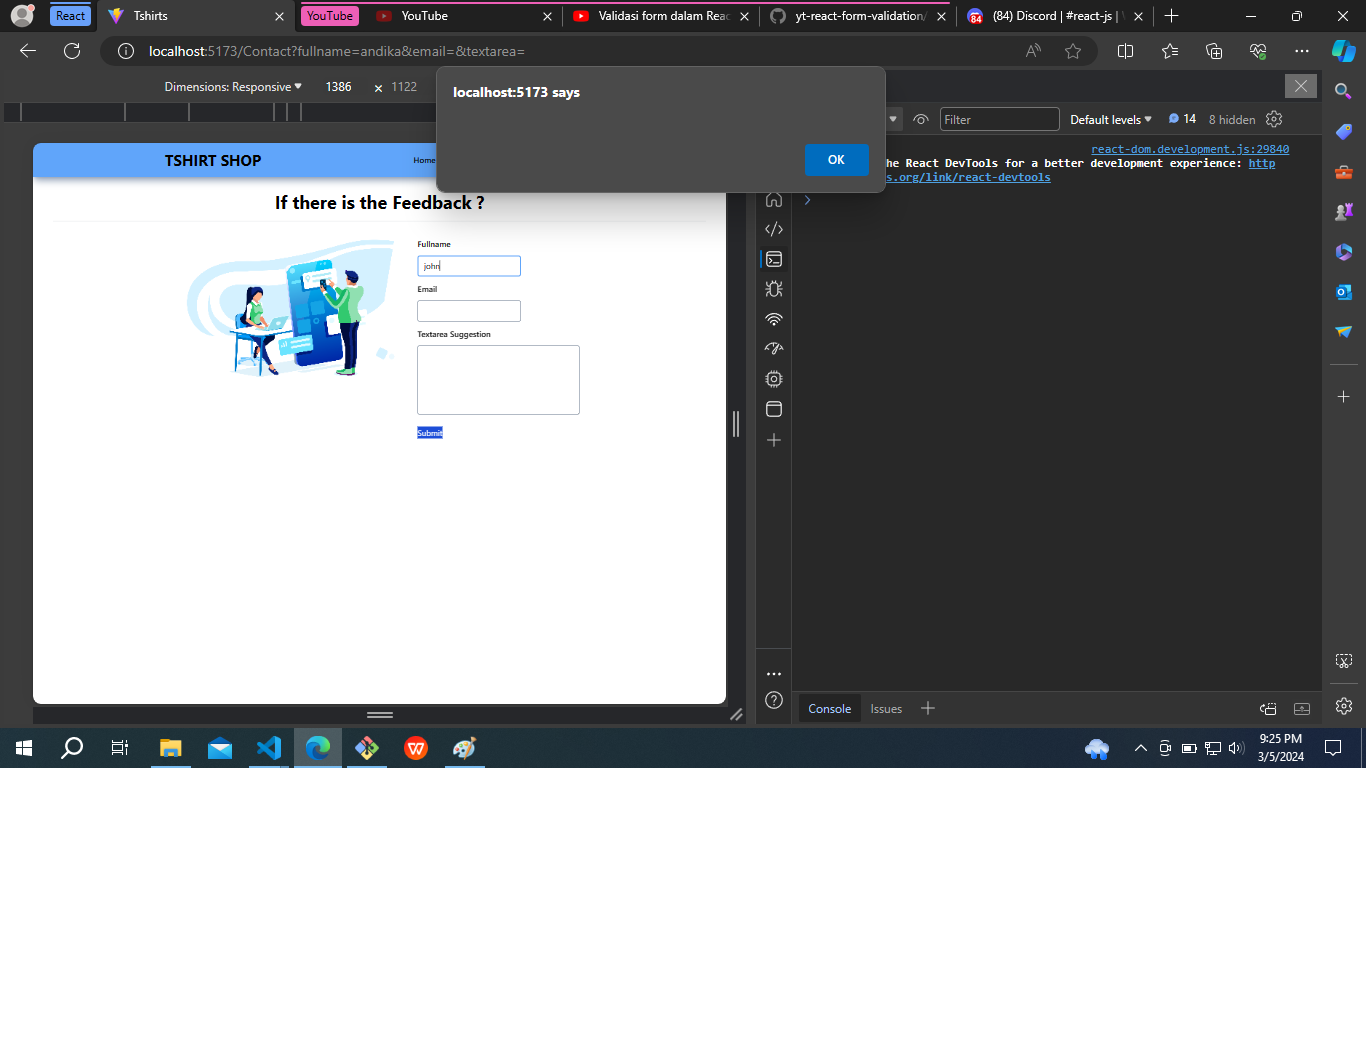 React
Tshirts
YouTube
YouTube
Validasi form dalam Reac
yt-react-form-validation/
84
(84) Discord | #react-js |
localhost:5173/Contact?fullname=andika&email=&textarea=
Dimensions: Responsive
1386
×
1122
localhost:5173 says
OK
Filter
Default levels
14
8 hidden
react-dom.development.js:29840
he React DevTools for a better development experience: http
s.org/link/react-devtools
TSHIRT SHOP
Home
If there is the Feedback ?
Fullname
john
Email
Textarea Suggestion
Submit
Console
Issues
9:25 PM
3/5/2024